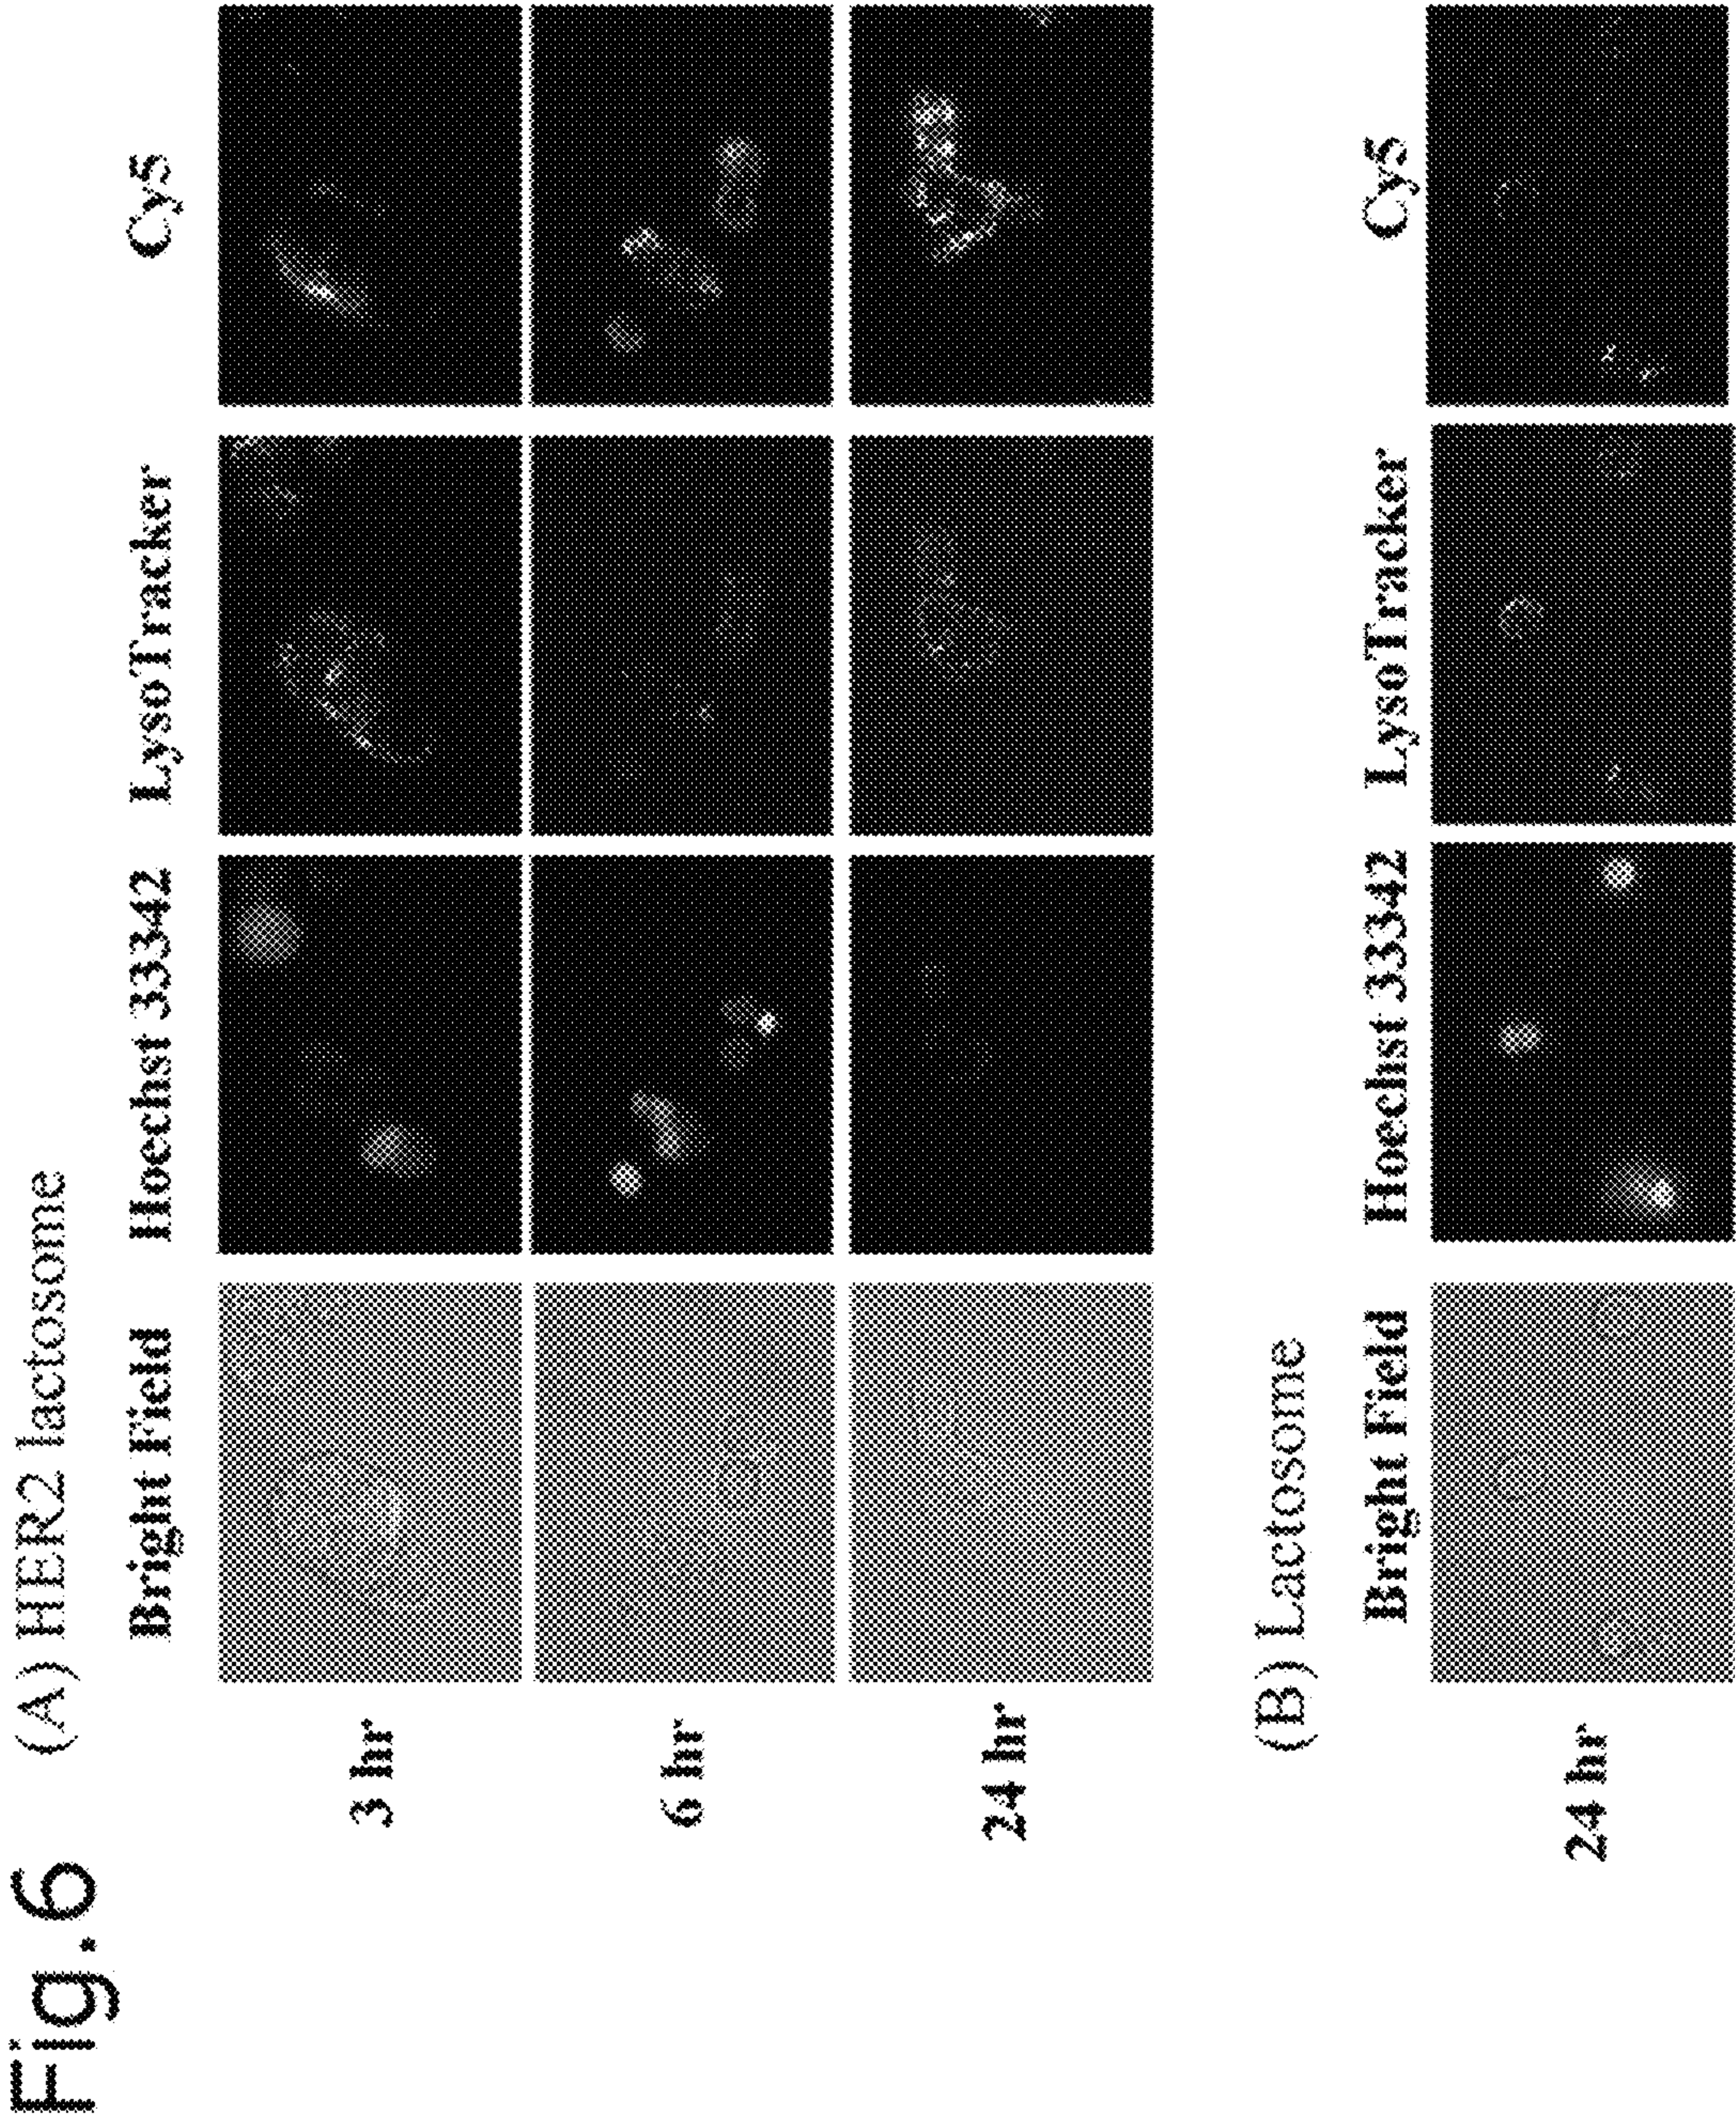 Fig.6
(A) HER2 lactosome
Bright Field Hoechst 33342 LysoTracker Cy5
3 hr
6 hr
24 hr
(B) Lactosome
Bright Field Hoechst 33342 LysoTracker Cy5
24 hr